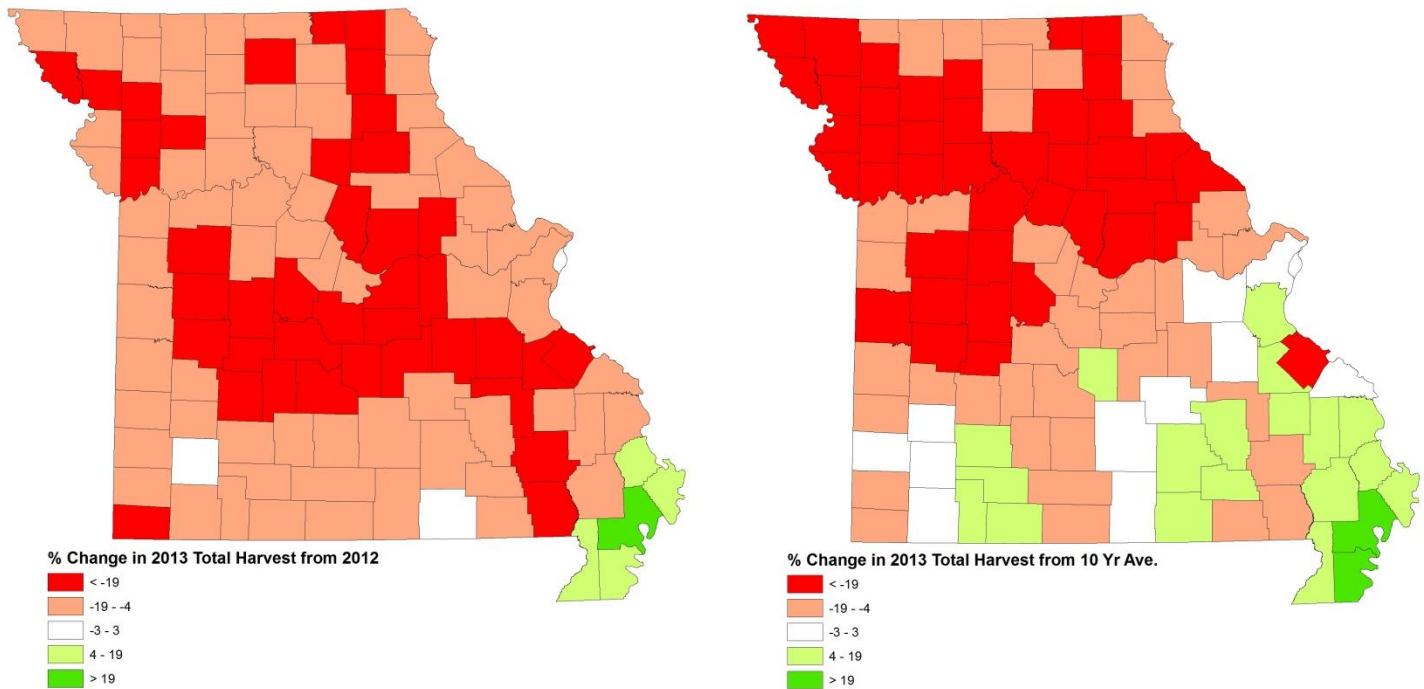 % Change in 2013 Total Harvest from 2012
< -19
-19 - -4
-3 - 3
4 - 19
> 19
% Change in 2013 Total Harvest from 10 Yr Ave.
< -19
-19 - -4
-3 - 3
4 - 19
> 19